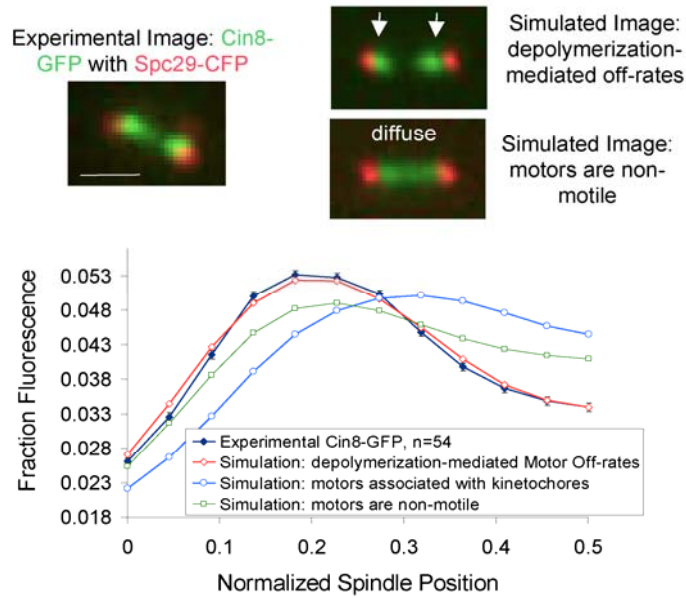 Experimental Image: Cin8-
GFP with Spc29-CFP
Simulated Image:
depolymerization-
mediated off-rates
diffuse
Simulated Image:
motors are non-
motile
Fraction Fluorescence
0.053
0.048
0.043
0.038
0.033
0.028
0.023
0.018
Experimental Cin8-GFP, n=54
Simulation: depolymerization-mediated Motor Off-rates
Simulation: motors associated with kinetochores
Simulation: motors are non-motile
0
0.1
0.2
0.3
0.4
0.5
Normalized Spindle Position